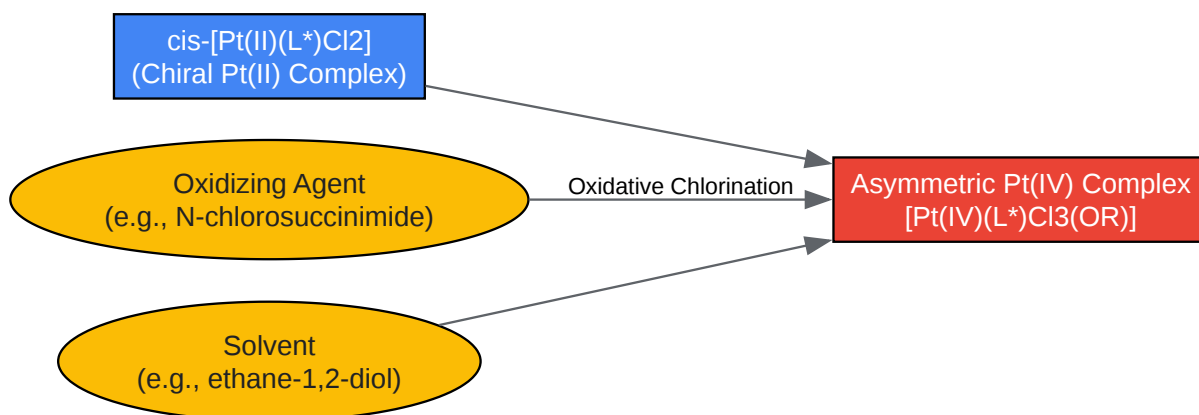 cis-[Pt(II)(L*)Cl2]
(Chiral Pt(II) Complex)
Oxidizing Agent
(e.g., N-chlorosuccinimide)
Oxidative Chlorination
Asymmetric Pt(IV) Complex
[Pt(IV)(L*)Cl3(OR)]
Solvent
(e.g., ethane-1,2-diol)